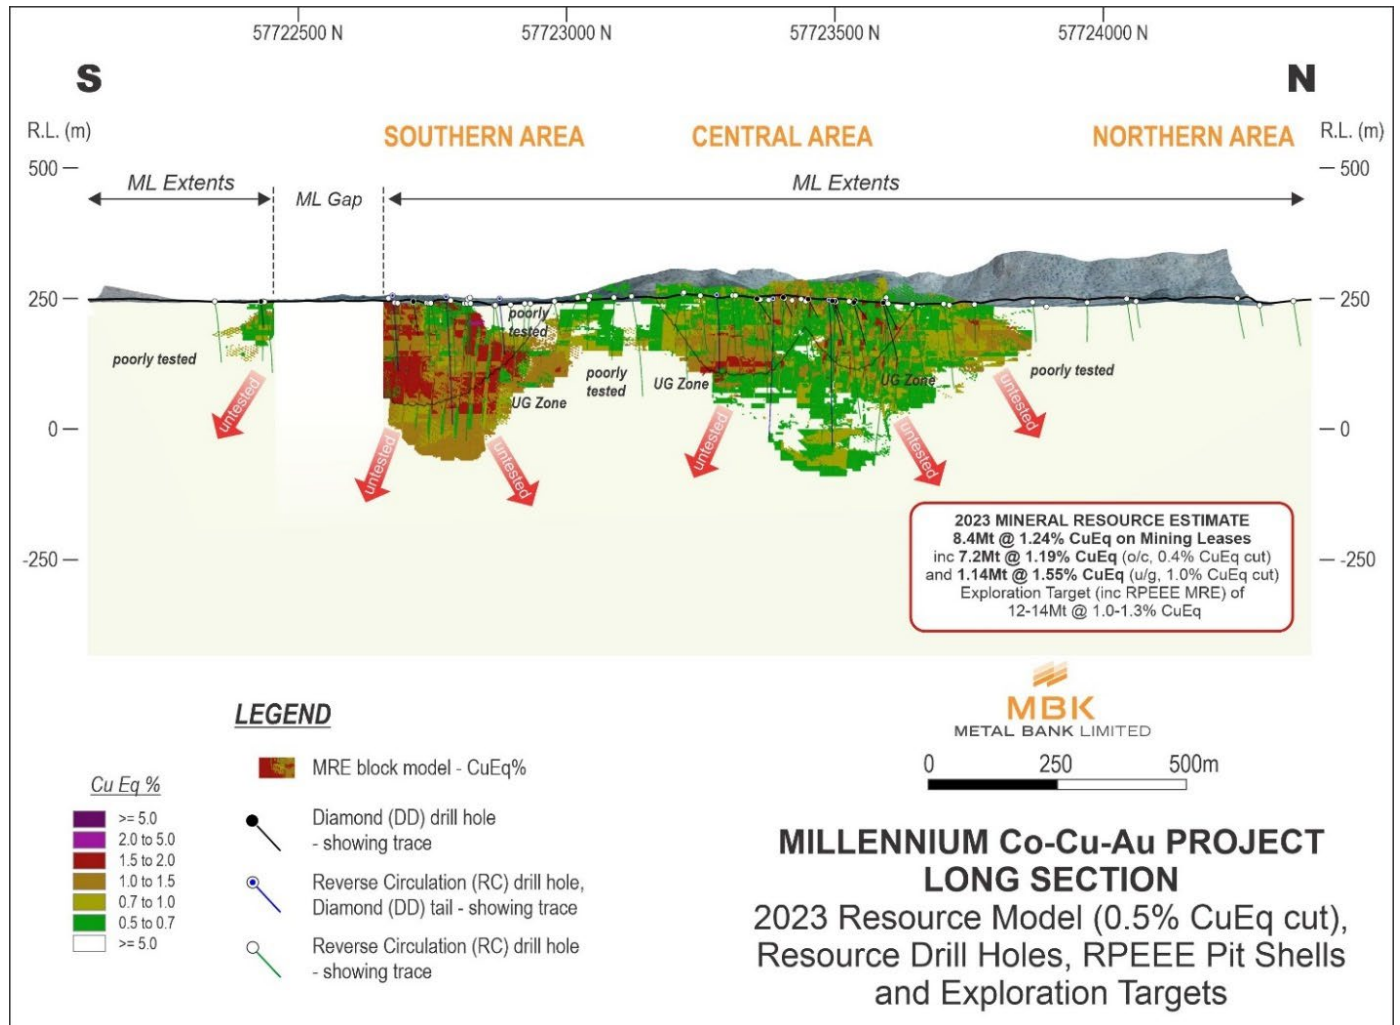 57722500 N
57723000 N
57723500 N
57724000 N
S
N
R.L. (m)
SOUTHERN AREA
CENTRAL AREA
NORTHERN AREA
R.L. (m)
500
500
ML Extents
ML Gap
ML Extents
250
250
poorly
tested
poorly tested
poorly
tested
UG Zone
UG Zone
UG Zone
poorly tested
untested
untested
untested
untested
untested
untested
0
0
-250
-250
2023 MINERAL RESOURCE ESTIMATE
8.4Mt @ 1.24% CuEq on Mining Leases
inc 7.2Mt @ 1.19% CuEq (o/c, 0.4% CuEq cut)
and 1.14Mt @ 1.55% CuEq (u/g, 1.0% CuEq cut)
Exploration Target (inc RPEEE MRE) of
12-14Mt @ 1.0-1.3% CuEq
MBK
METAL BANK LIMITED
0 250 500m
LEGEND
MRE block model - CuEq%
Diamond (DD) drill hole
- showing trace
Reverse Circulation (RC) drill hole,
Diamond (DD) tail - showing trace
Reverse Circulation (RC) drill hole
- showing trace
Cu Eq %
>= 5.0
2.0 to 5.0
1.5 to 2.0
1.0 to 1.5
0.7 to 1.0
0.5 to 0.7
>= 5.0
MILLENNIUM Co-Cu-Au PROJECT
LONG SECTION
2023 Resource Model (0.5% CuEq cut),
Resource Drill Holes, RPEEE Pit Shells
and Exploration Targets